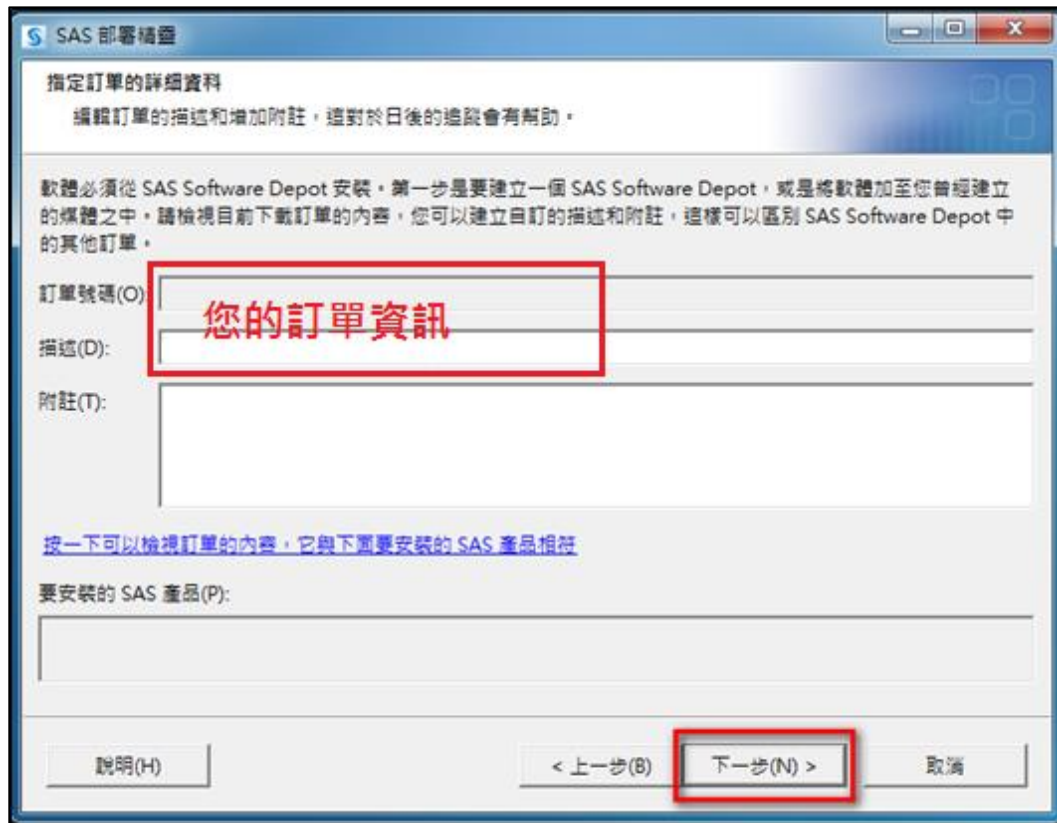 SAS 部署精靈
指定訂單的詳細資料
編輯訂單的描述和增加附註，這對於日後的追蹤會有幫助。
軟體必須從 SAS Software Depot 安裝。第一步是要建立一個 SAS Software Depot，或是將軟體加至您曾經建立
的媒體之中。請檢視目前下載訂單的內容，您可以建立自訂的描述和附註，這樣可以區別 SAS Software Depot 中
的其他訂單。
訂單號碼(O):
您的訂單資訊
描述(D):
附註(T):
按一下可以檢視訂單的內容，它與下面要安裝的 SAS 產品相符
要安裝的 SAS 產品(P):
說明(H) < 上一步(B) 下一步(N) > 取消